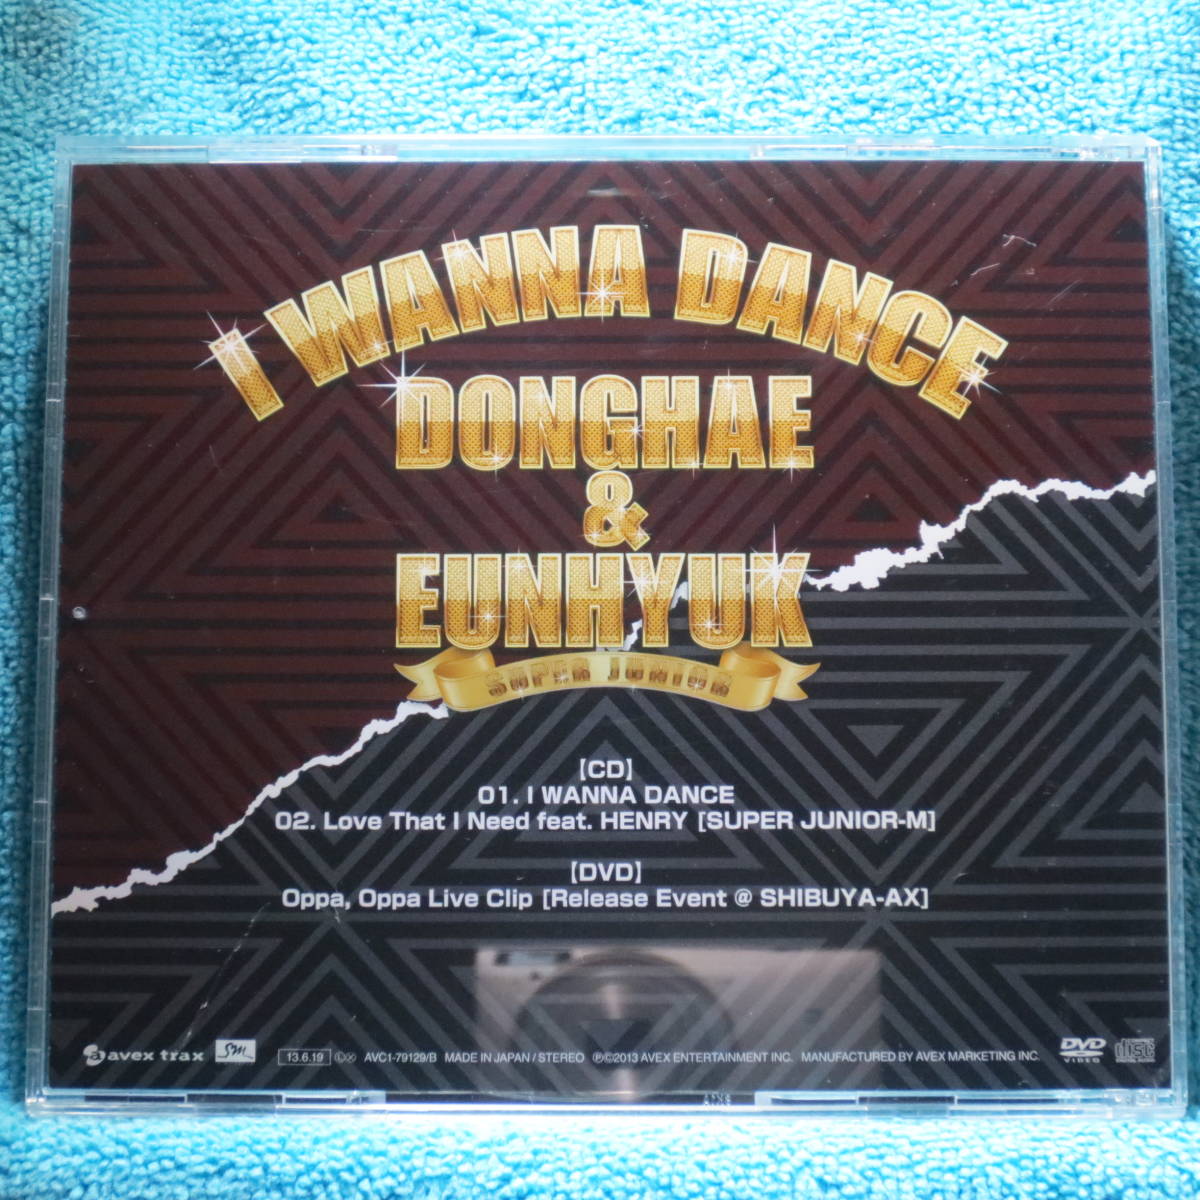 I WANNA DANCE
DONGHAE
&
EUNHYUK
SUPER JUNIOR
【CD】
01. I WANNA DANCE
02. Love That I Need feat. HENRY [SUPER JUNIOR-M]
【DVD】
Oppa, Oppa Live Clip [Release Event @ SHIBUYA-AX]
avex trax SM 13.6.19 AVC1-79129/B MADE IN JAPAN / STEREO ℗©2013 AVEX ENTERTAINMENT INC. MANUFACTURED BY AVEX MARKETING INC. DVD VIDEO disc